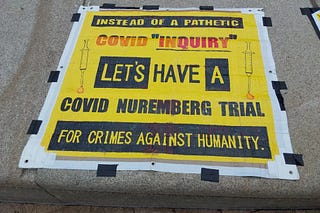 INSTEAD OF A PATHETIC
COVID "INQUIRY"
LET'S HAVE A
COVID NUREMBERG TRIAL
FOR CRIMES AGAINST HUMANITY.